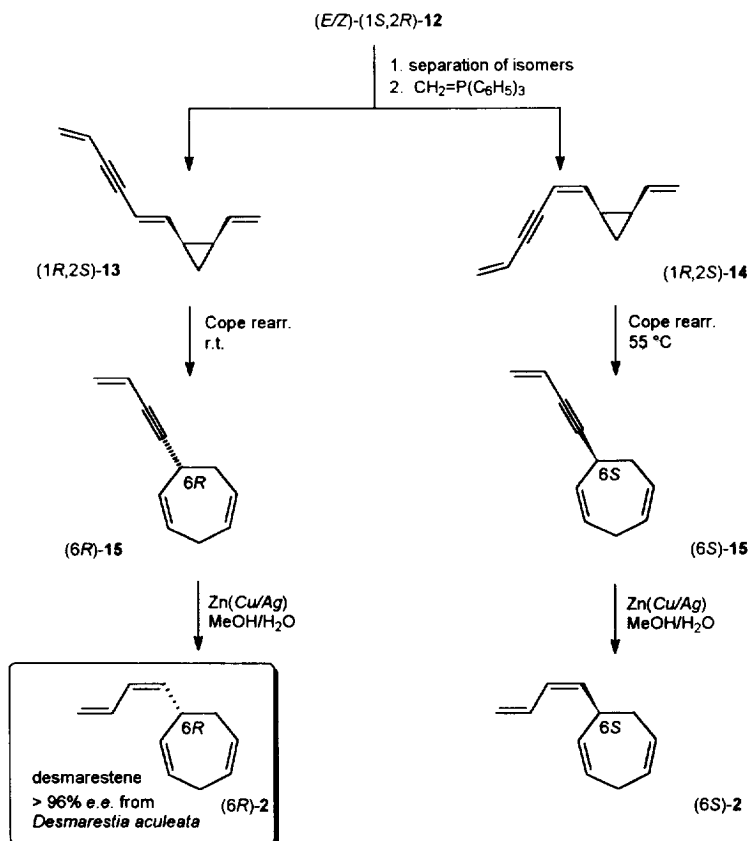 (E/Z)-(1S,2R)-12
1. separation of isomers
2. CH2=P(C6H5)3
(1R,2S)-13
(1R,2S)-14
Cope rearr.
r.t.
Cope rearr.
55 °C
6R
6S
(6R)-15
(6S)-15
Zn(Cu/Ag)
MeOH/H2O
Zn(Cu/Ag)
MeOH/H2O
6R
6S
desmarestene
> 96% e.e. from
Desmarestia aculeata
(6R)-2
(6S)-2